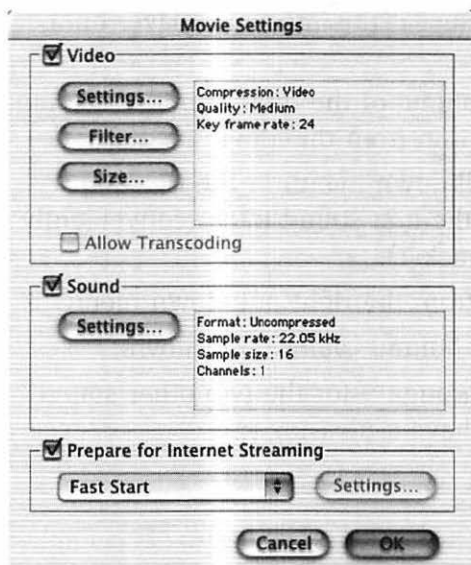 Movie Settings
Video
Settings...
Filter...
Size...
Compression: Video
Quality: Medium
Key frame rate: 24
Allow Transcoding
Sound
Settings...
Format: Uncompressed
Sample rate: 22.05 kHz
Sample size: 16
Channels: 1
Prepare for Internet Streaming
Fast Start
Settings...
Cancel
OK